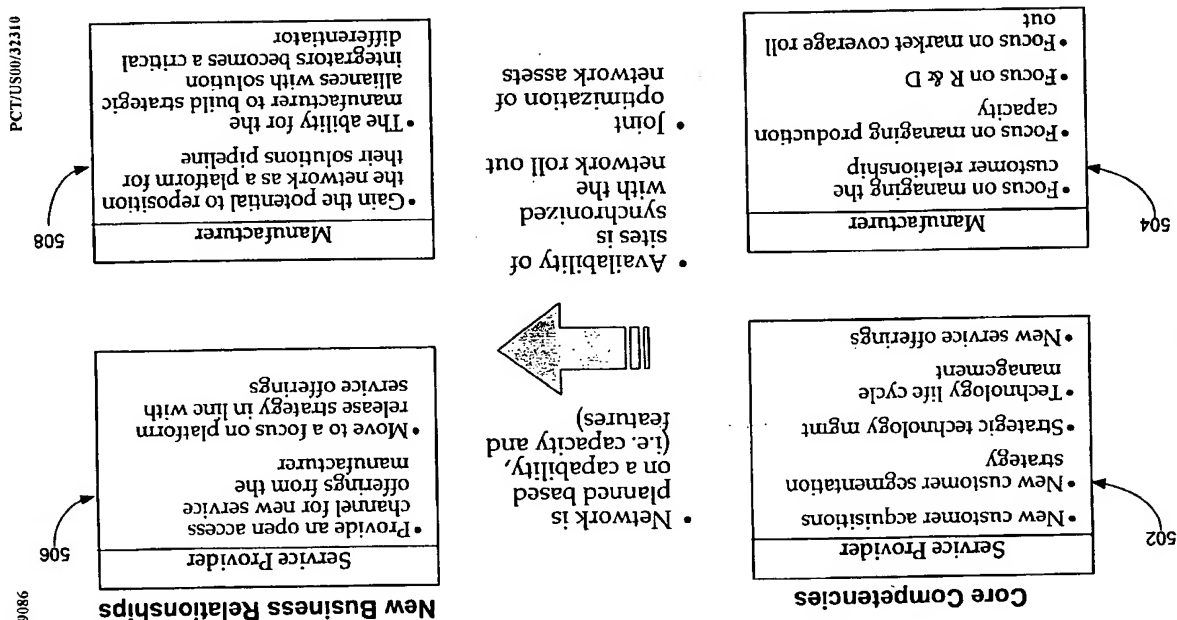 Core Competencies
Service Provider
•New customer acquisitions
•New customer segmentation
strategy
•Strategic technology mgmt
•Technology life cycle
management
•New service offerings
502
Manufacturer
•Focus on managing the
customer relationship
•Focus on managing production
capacity
•Focus on R & D
•Focus on market coverage roll
out
504
• Network is
planned based
on a capability,
(i.e. capacity and
features)
• Availability of
sites is
synchronized
with the
network roll out
• Joint
optimization of
network assets
New Business Relationships
Service Provider
•Provide an open access
channel for new service
offerings from the
manufacturer
•Move to a focus on platform
release strategy in line with
service offerings
506
Manufacturer
•Gain the potential to reposition
the network as a platform for
their solutions pipeline
•The ability for the
manufacturer to build strategic
alliances with solution
integrators becomes a critical
differentiator
508
9086
PCT/US00/32310